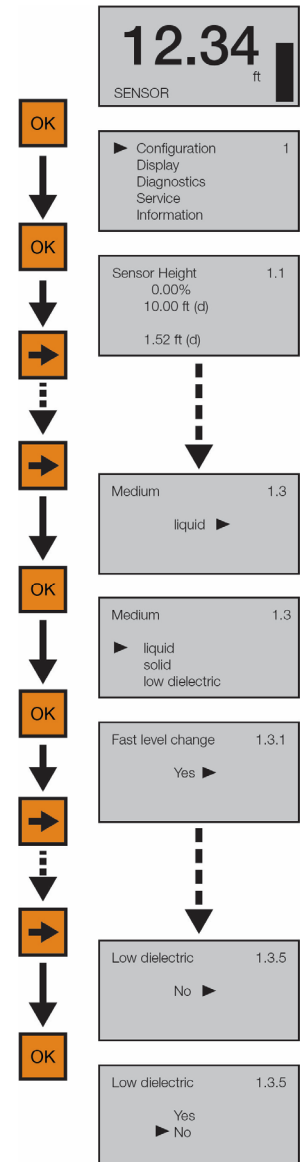 12.34
ft
SENSOR
OK
Configuration 1
Display
Diagnostics
Service
Information
OK
Sensor Height 1.1
0.00%
10.00 ft (d)
1.52 ft (d)
Medium 1.3
liquid
OK
Medium 1.3
liquid
solid
low dielectric
OK
Fast level change 1.3.1
Yes
Low dielectric 1.3.5
No
OK
Low dielectric 1.3.5
Yes
No